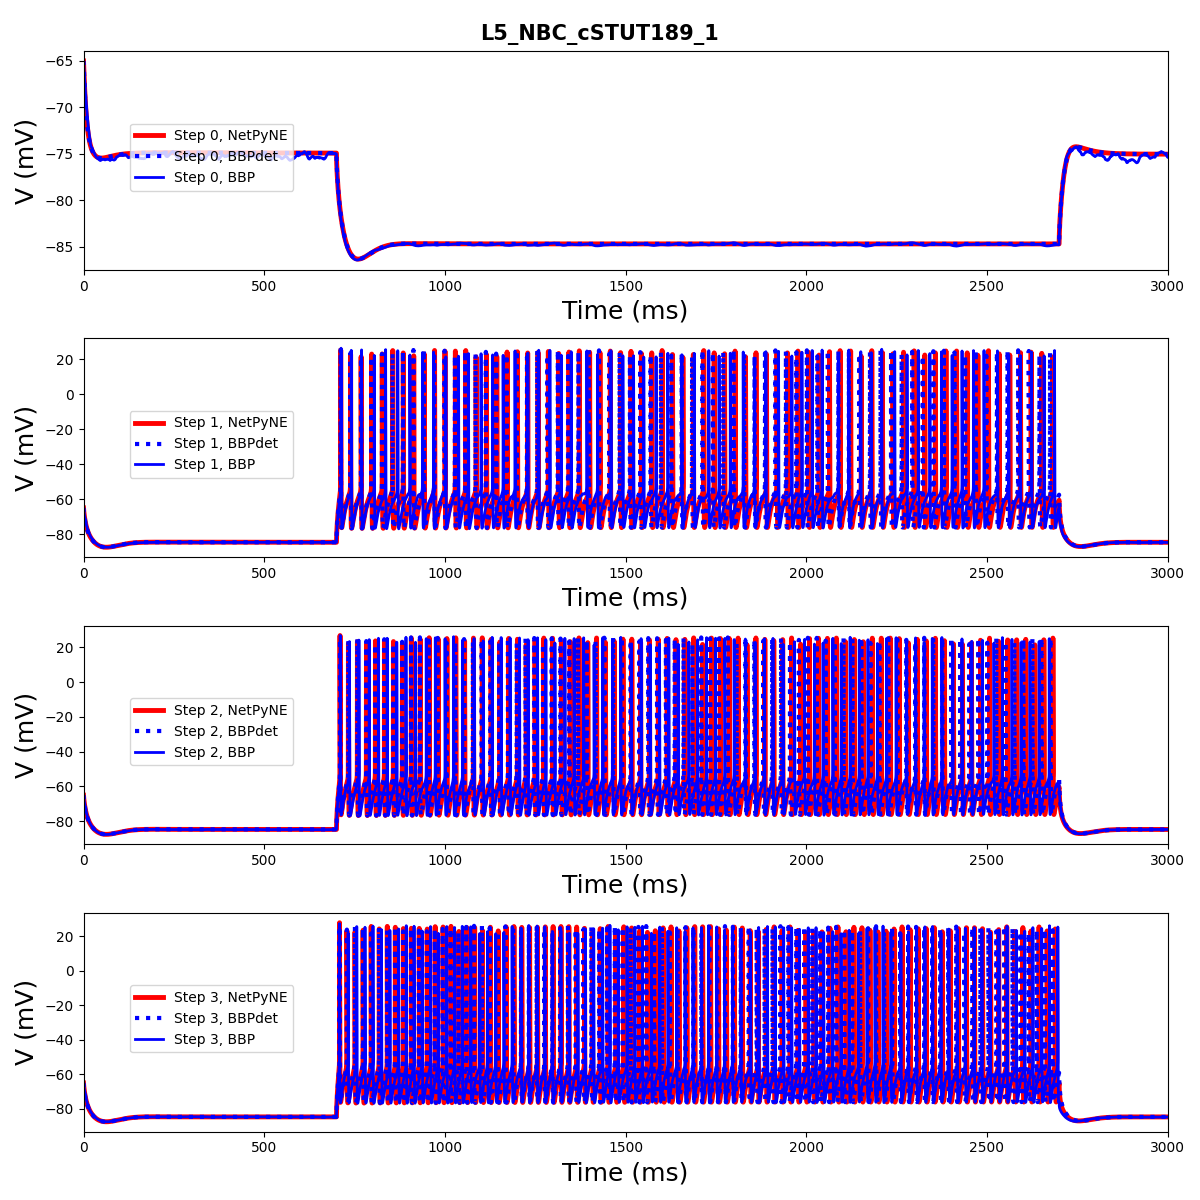 L5_NBC_cSTUT189_1
V (mV)
−65
−70
−75
−80
−85
Step 0, NetPyNE
Step 0, BBPdet
Step 0, BBP
0 500 1000 1500 2000 2500 3000
Time (ms)
V (mV)
20
0
−20
−40
−60
−80
Step 1, NetPyNE
Step 1, BBPdet
Step 1, BBP
0 500 1000 1500 2000 2500 3000
Time (ms)
V (mV)
20
0
−20
−40
−60
−80
Step 2, NetPyNE
Step 2, BBPdet
Step 2, BBP
0 500 1000 1500 2000 2500 3000
Time (ms)
V (mV)
20
0
−20
−40
−60
−80
Step 3, NetPyNE
Step 3, BBPdet
Step 3, BBP
0 500 1000 1500 2000 2500 3000
Time (ms)